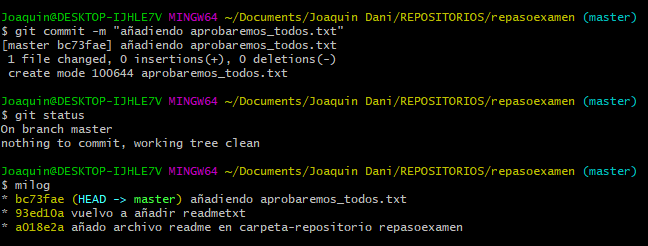 Joaquin@DESKTOP-IJHLE7V MINGW64 ~/Documents/Joaquin Dani/REPOSITORIOS/repasoexamen (master)
$ git commit -m "añadiendo aprobaremos_todos.txt"
[master bc73fae] añadiendo aprobaremos_todos.txt
 1 file changed, 0 insertions(+), 0 deletions(-)
 create mode 100644 aprobaremos_todos.txt
Joaquin@DESKTOP-IJHLE7V MINGW64 ~/Documents/Joaquin Dani/REPOSITORIOS/repasoexamen (master)
$ git status
On branch master
nothing to commit, working tree clean
Joaquin@DESKTOP-IJHLE7V MINGW64 ~/Documents/Joaquin Dani/REPOSITORIOS/repasoexamen (master)
$ milog
* bc73fae (HEAD -> master) añadiendo aprobaremos_todos.txt
* 93ed10a vuelvo a añadir readmetxt
* a018e2a añado archivo readme en carpeta-repositorio repasoexamen